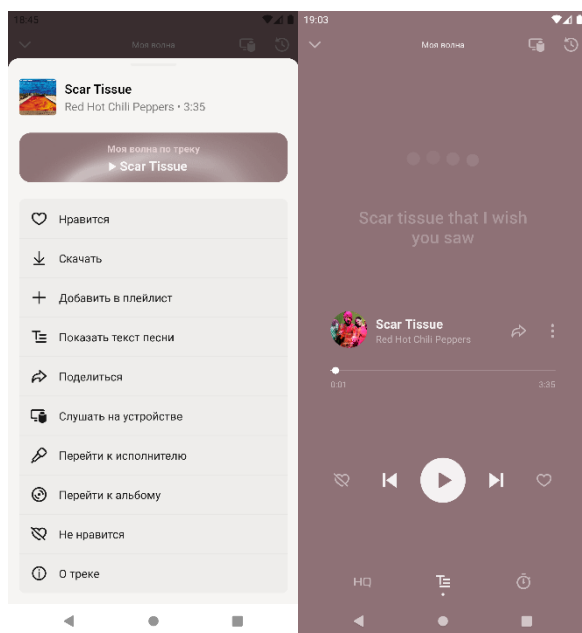 18:45
Моя волна
Scar Tissue
Red Hot Chili Peppers • 3:35
Моя волна по треку
Scar Tissue
Нравится
Скачать
Добавить в плейлист
Показать текст песни
Поделиться
Слушать на устройстве
Перейти к исполнителю
Перейти к альбому
Не нравится
О треке
19:03
Моя волна
Scar tissue that I wish
you saw
Scar Tissue
Red Hot Chili Peppers
0:01
3:35
HQ